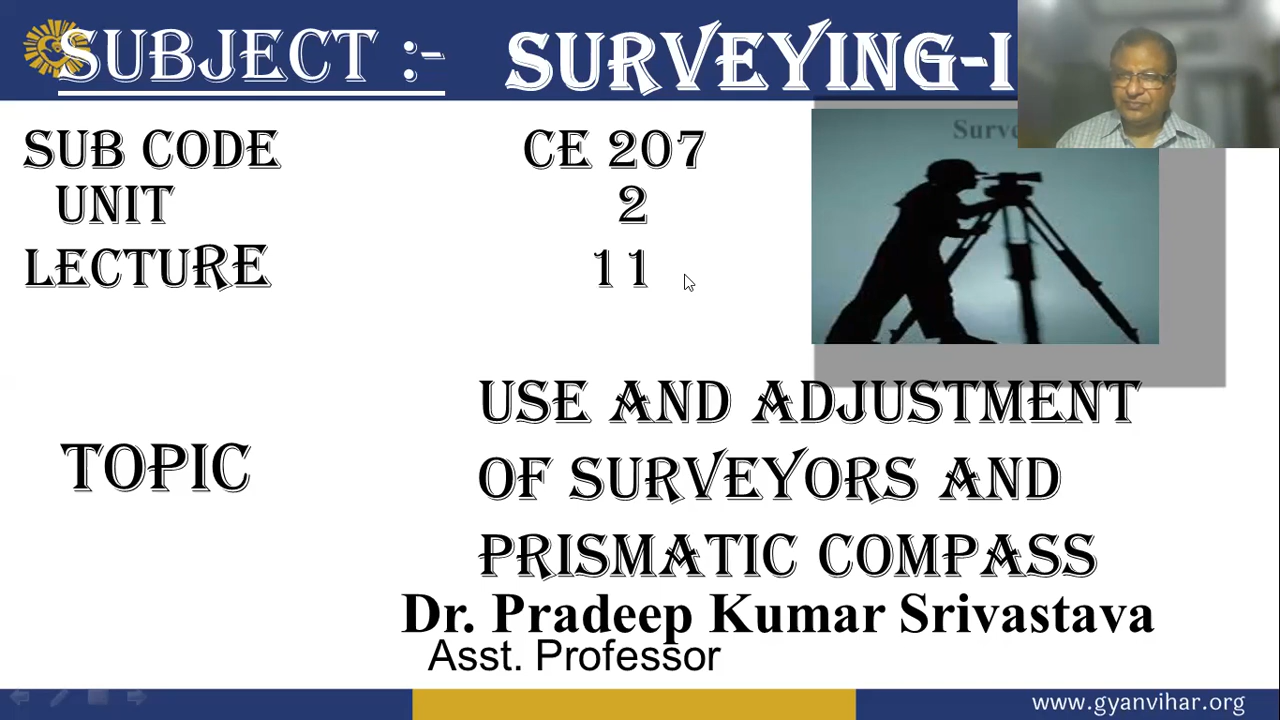 SUBJECT :- SURVEYING-I
SUB CODE CE 207
UNIT 2
LECTURE 11
TOPIC
USE AND ADJUSTMENT
OF SURVEYORS AND
PRISMATIC COMPASS
Dr. Pradeep Kumar Srivastava
Asst. Professor
www.gyanvihar.org